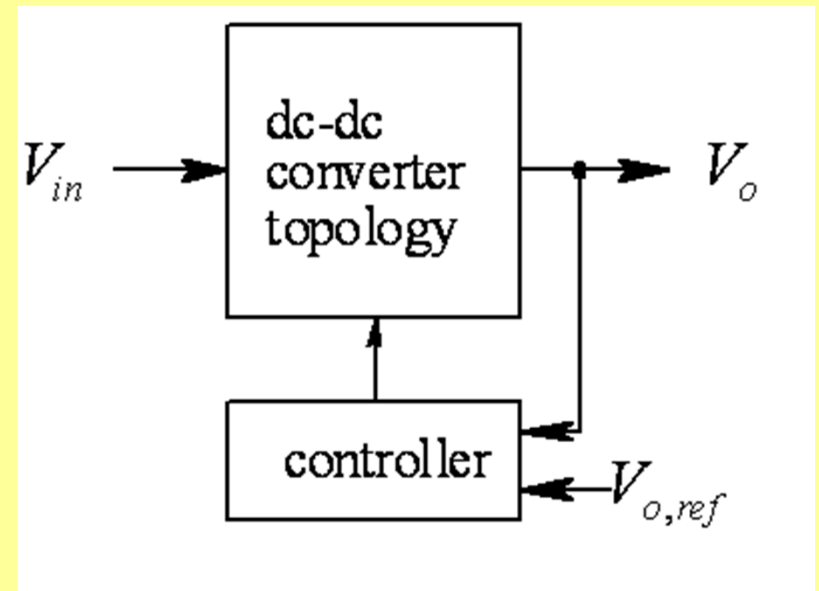 dc-dc
converter
topology
V_in
V_o
controller
V_o,ref